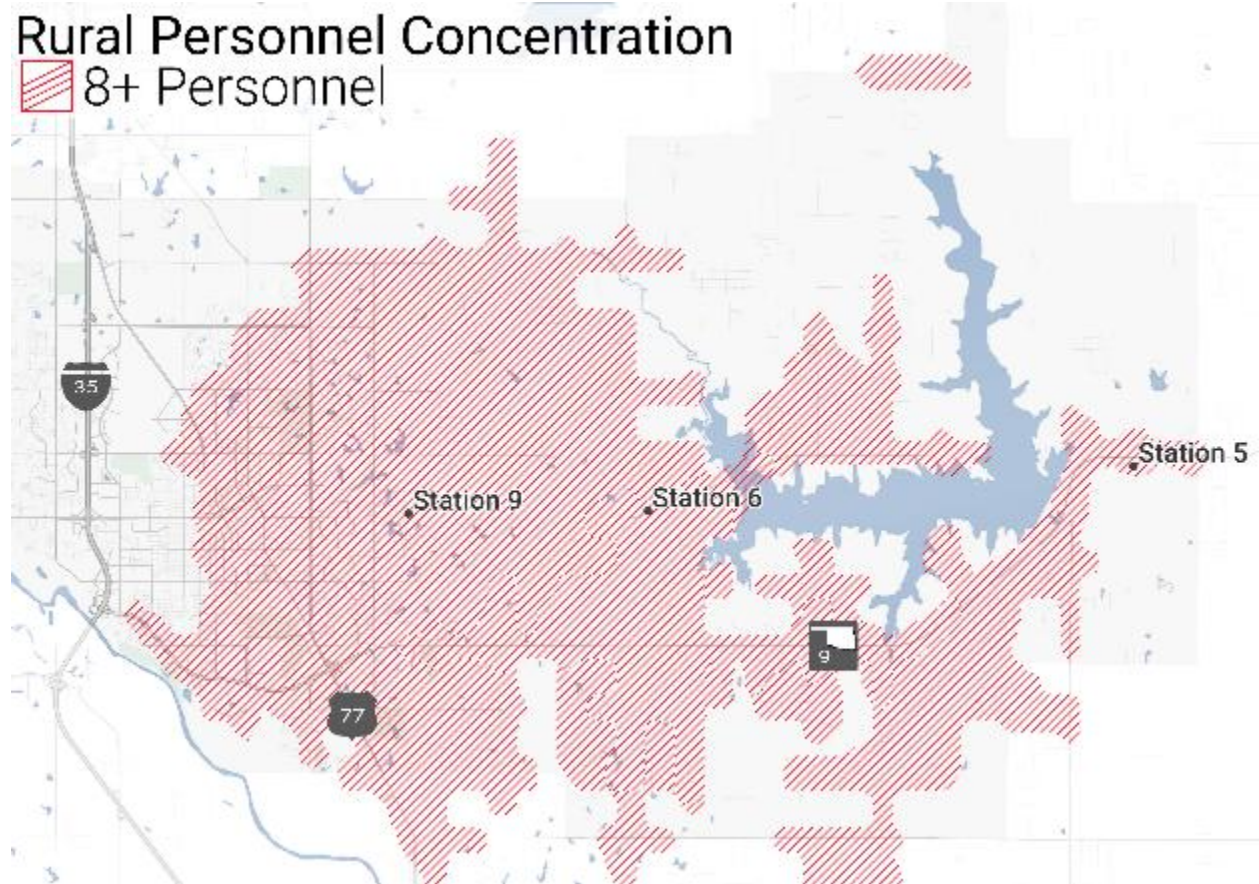 Rural Personnel Concentration
8+ Personnel
35
Station 5
Station 9
Station 6
9
77